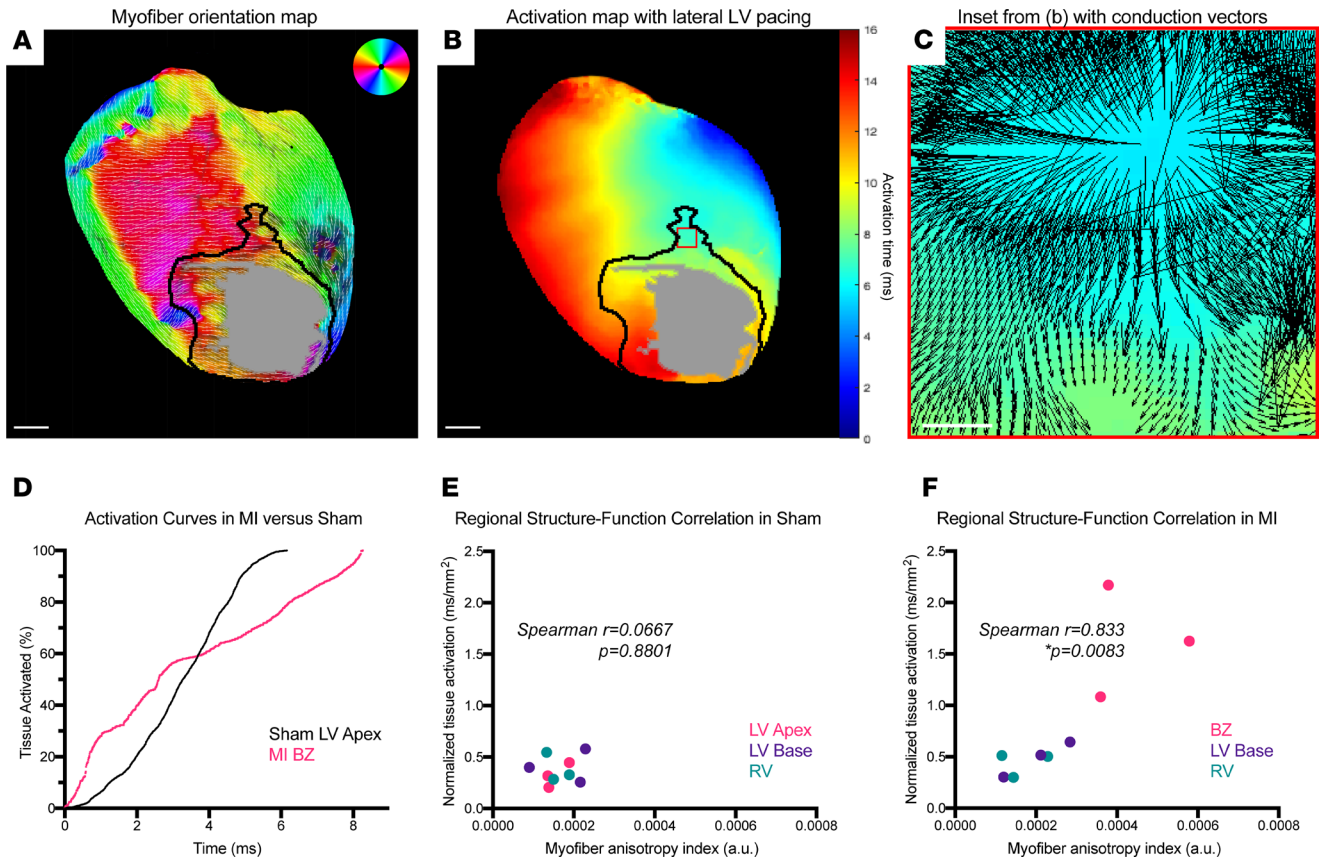 A
Myofiber orientation map
B
Activation map with lateral LV pacing
16
14
12
10
8
6
4
2
0
Activation time (ms)
C
Inset from (b) with conduction vectors
D
Activation Curves in MI versus Sham
Tissue Activated (%)
100
80
60
40
20
0
0 2 4 6 8
Time (ms)
Sham LV Apex
MI BZ
E
Regional Structure-Function Correlation in Sham
Normalized tissue activation (ms/mm²)
2.5
2.0
1.5
1.0
0.5
0.0
0.0000 0.0002 0.0004 0.0006 0.0008
Myofiber anisotropy index (a.u.)
Spearman r=0.0667
p=0.8801
LV Apex
LV Base
RV
F
Regional Structure-Function Correlation in MI
Normalized tissue activation (ms/mm²)
2.5
2.0
1.5
1.0
0.5
0.0
0.0000 0.0002 0.0004 0.0006 0.0008
Myofiber anisotropy index (a.u.)
Spearman r=0.833
*p=0.0083
BZ
LV Base
RV